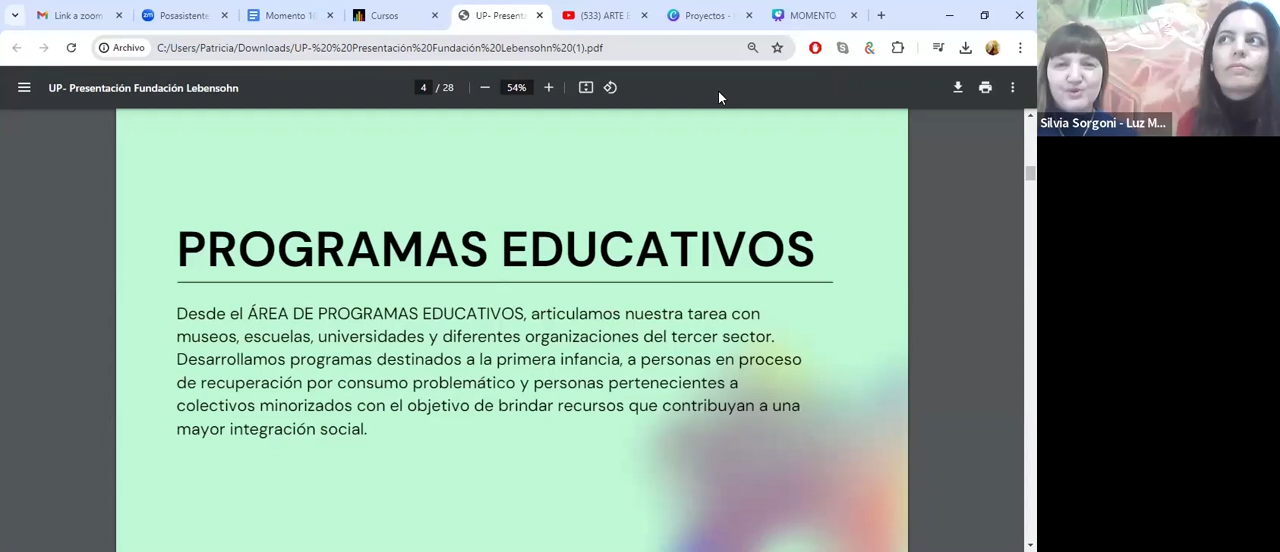 Link a zoom
Posasistente
Momento 1
Cursos
UP- Presenta
(533) ARTE E
Proyectos -
MOMENTO
Archivo
C:/Users/Patricia/Downloads/UP-%20%20Presentación%20Fundación%20Lebensohn%20(1).pdf
UP- Presentación Fundación Lebensohn
4 / 28
54%
Silvia Sorgoni - Luz M...
PROGRAMAS EDUCATIVOS
Desde el ÁREA DE PROGRAMAS EDUCATIVOS, articulamos nuestra tarea con
museos, escuelas, universidades y diferentes organizaciones del tercer sector.
Desarrollamos programas destinados a la primera infancia, a personas en proceso
de recuperación por consumo problemático y personas pertenecientes a
colectivos minorizados con el objetivo de brindar recursos que contribuyan a una
mayor integración social.